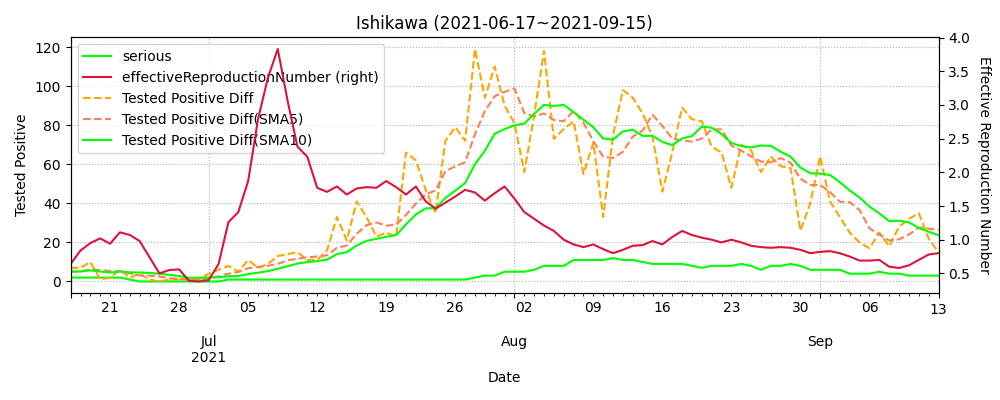 Ishikawa (2021-06-17~2021-09-15)
serious
effectiveReproductionNumber (right)
Tested Positive Diff
Tested Positive Diff(SMA5)
Tested Positive Diff(SMA10)
Tested Positive
120
100
80
60
40
20
0
4.0
3.5
3.0
2.5
2.0
1.5
1.0
0.5
Effective Reproduction Number
21 28 05 12 19 26 02 09 16 23 30 06 13
Jul Aug Sep
2021
Date